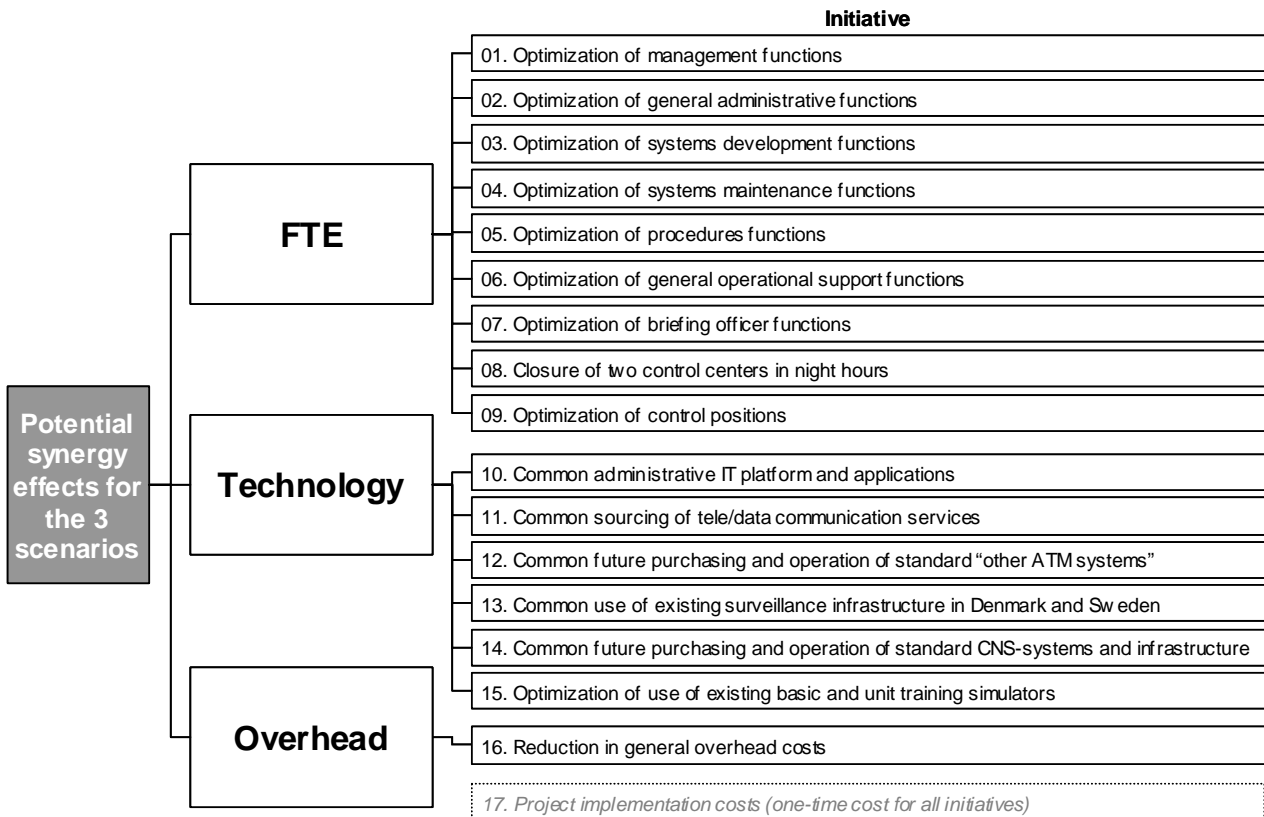 Initiative
01. Optimization of management functions
02. Optimization of general administrative functions
03. Optimization of systems development functions
04. Optimization of systems maintenance functions
FTE
05. Optimization of procedures functions
06. Optimization of general operational support functions
07. Optimization of briefing officer functions
08. Closure of two control centers in night hours
09. Optimization of control positions
Potential
synergy
effects for
the 3
scenarios
Technology
10. Common administrative IT platform and applications
11. Common sourcing of tele/data communication services
12. Common future purchasing and operation of standard “other ATM systems”
13. Common use of existing surveillance infrastructure in Denmark and Sweden
14. Common future purchasing and operation of standard CNS-systems and infrastructure
15. Optimization of use of existing basic and unit training simulators
Overhead
16. Reduction in general overhead costs
17. Project implementation costs (one-time cost for all initiatives)